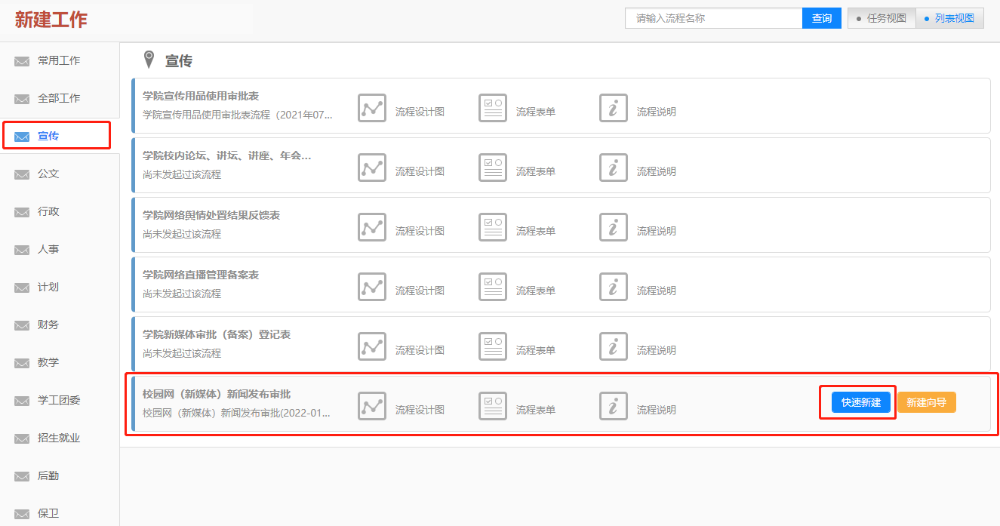 新建工作
请输入流程名称
查询
任务视图
列表视图
常用工作
全部工作
宣传
公文
行政
人事
计划
财务
教学
学工团委
招生就业
后勤
保卫
宣传
学院宣传用品使用审批表
学院宣传用品使用审批表流程（2021年07...
流程设计图
流程表单
流程说明
学院校内论坛、讲坛、讲座、年会...
尚未发起过该流程
流程设计图
流程表单
流程说明
学院网络舆情处置结果反馈表
尚未发起过该流程
流程设计图
流程表单
流程说明
学院网络直播管理备案表
尚未发起过该流程
流程设计图
流程表单
流程说明
学院新媒体审批（备案）登记表
尚未发起过该流程
流程设计图
流程表单
流程说明
校园网（新媒体）新闻发布审批
校园网（新媒体）新闻发布审批(2022-01...
流程设计图
流程表单
流程说明
快速新建
新建向导